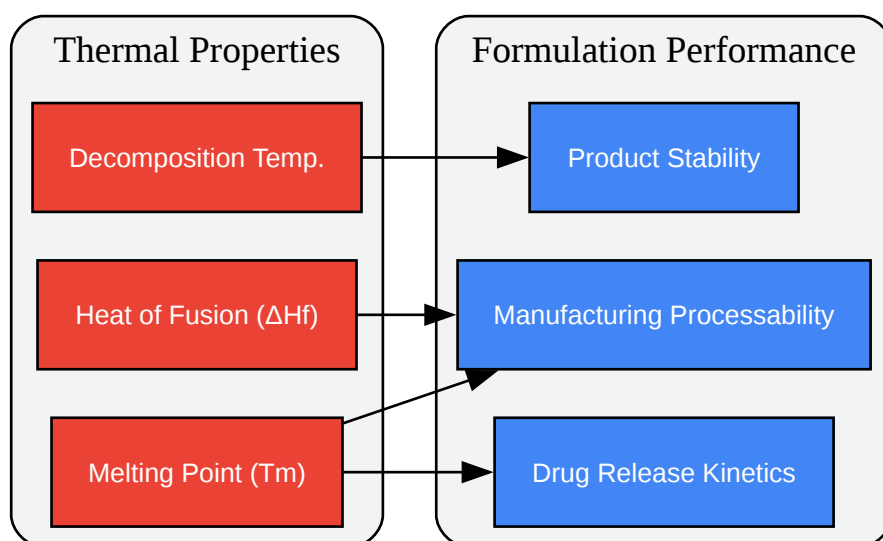 Thermal Properties
Formulation Performance
Decomposition Temp.
Product Stability
Heat of Fusion (ΔHf)
Manufacturing Processability
Melting Point (Tm)
Drug Release Kinetics